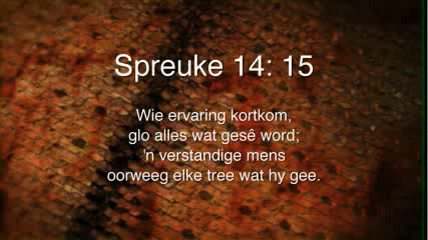 Spreuke 14: 15
Wie ervaring kortkom,
glo alles wat gesê word;
'n verstandige mens
oorweeg elke tree wat hy gee.